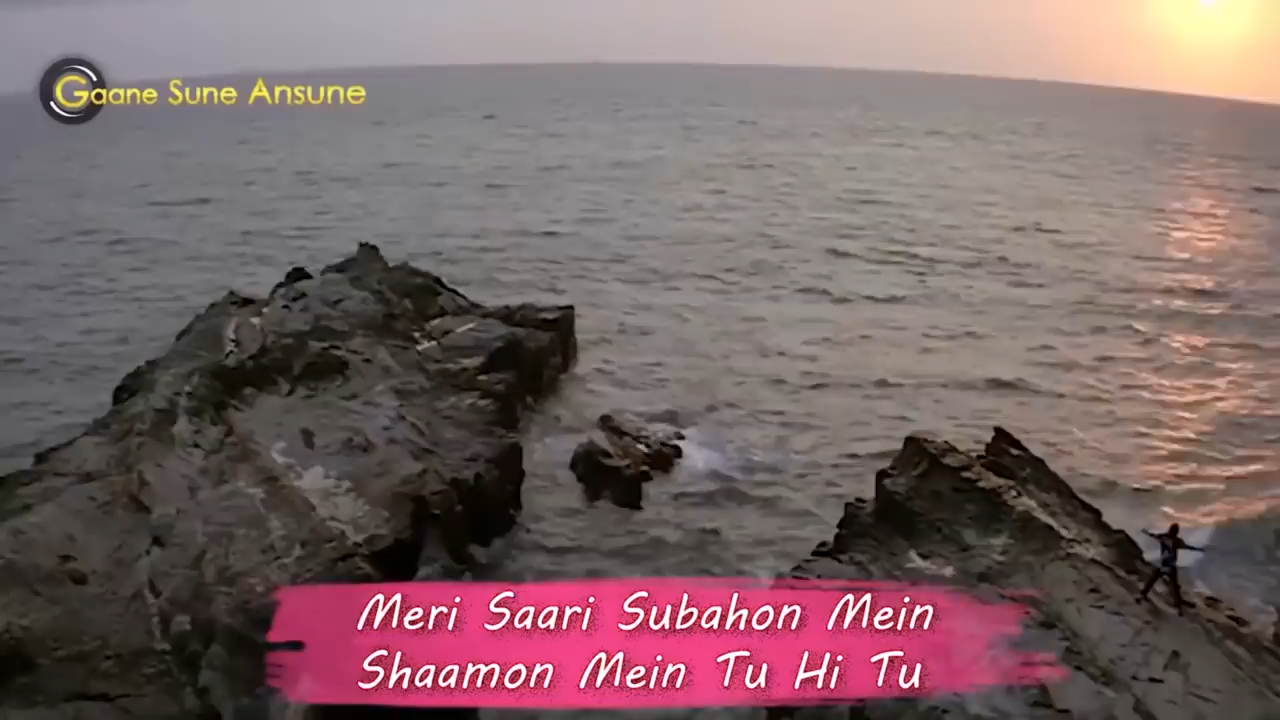 Gaane Sune Ansune
Meri Saari Subahon Mein
Shaamon Mein Tu Hi Tu